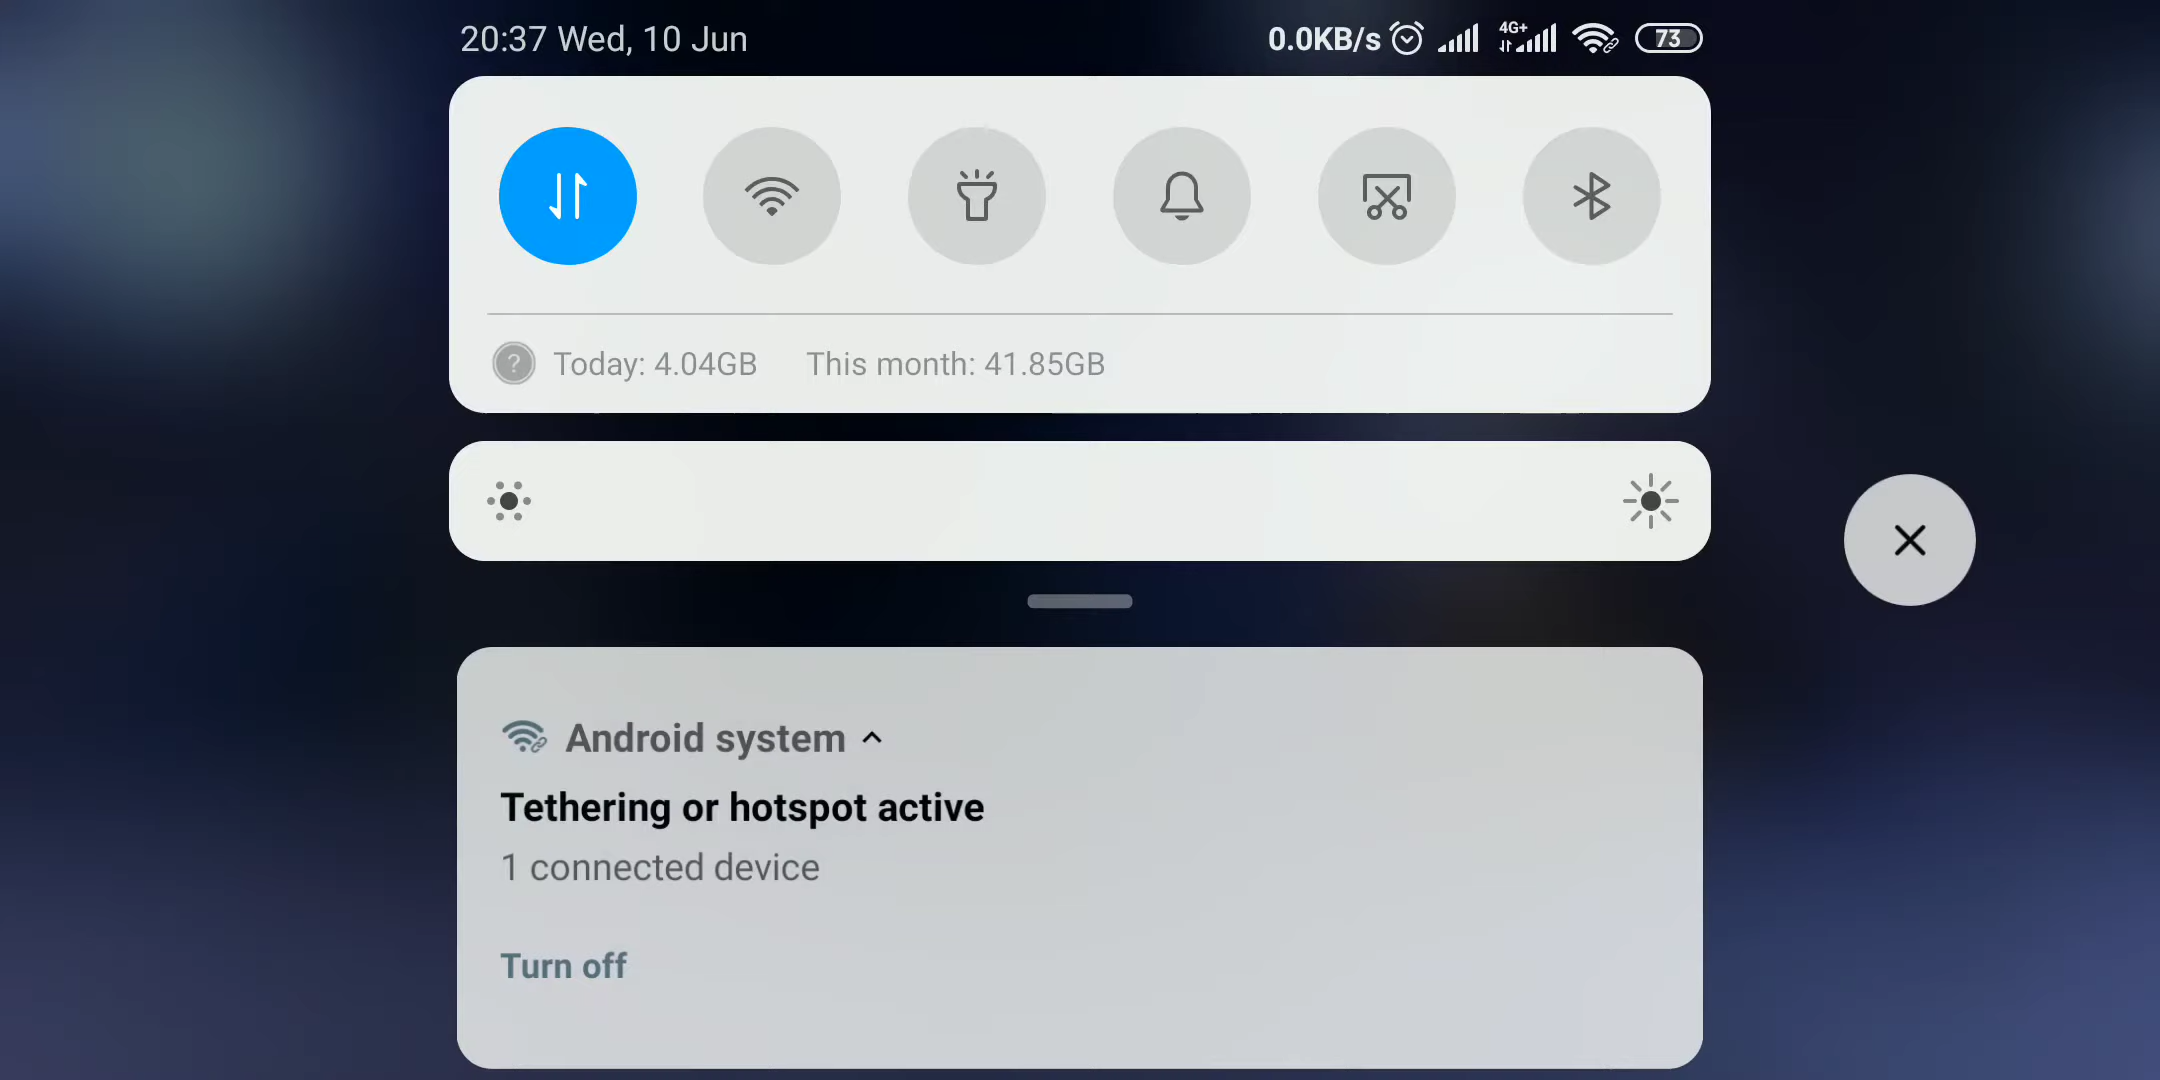 20:37 Wed, 10 Jun 0.0KB/s 4G+ 73
? Today: 4.04GB This month: 41.85GB
Android system
Tethering or hotspot active
1 connected device
Turn off